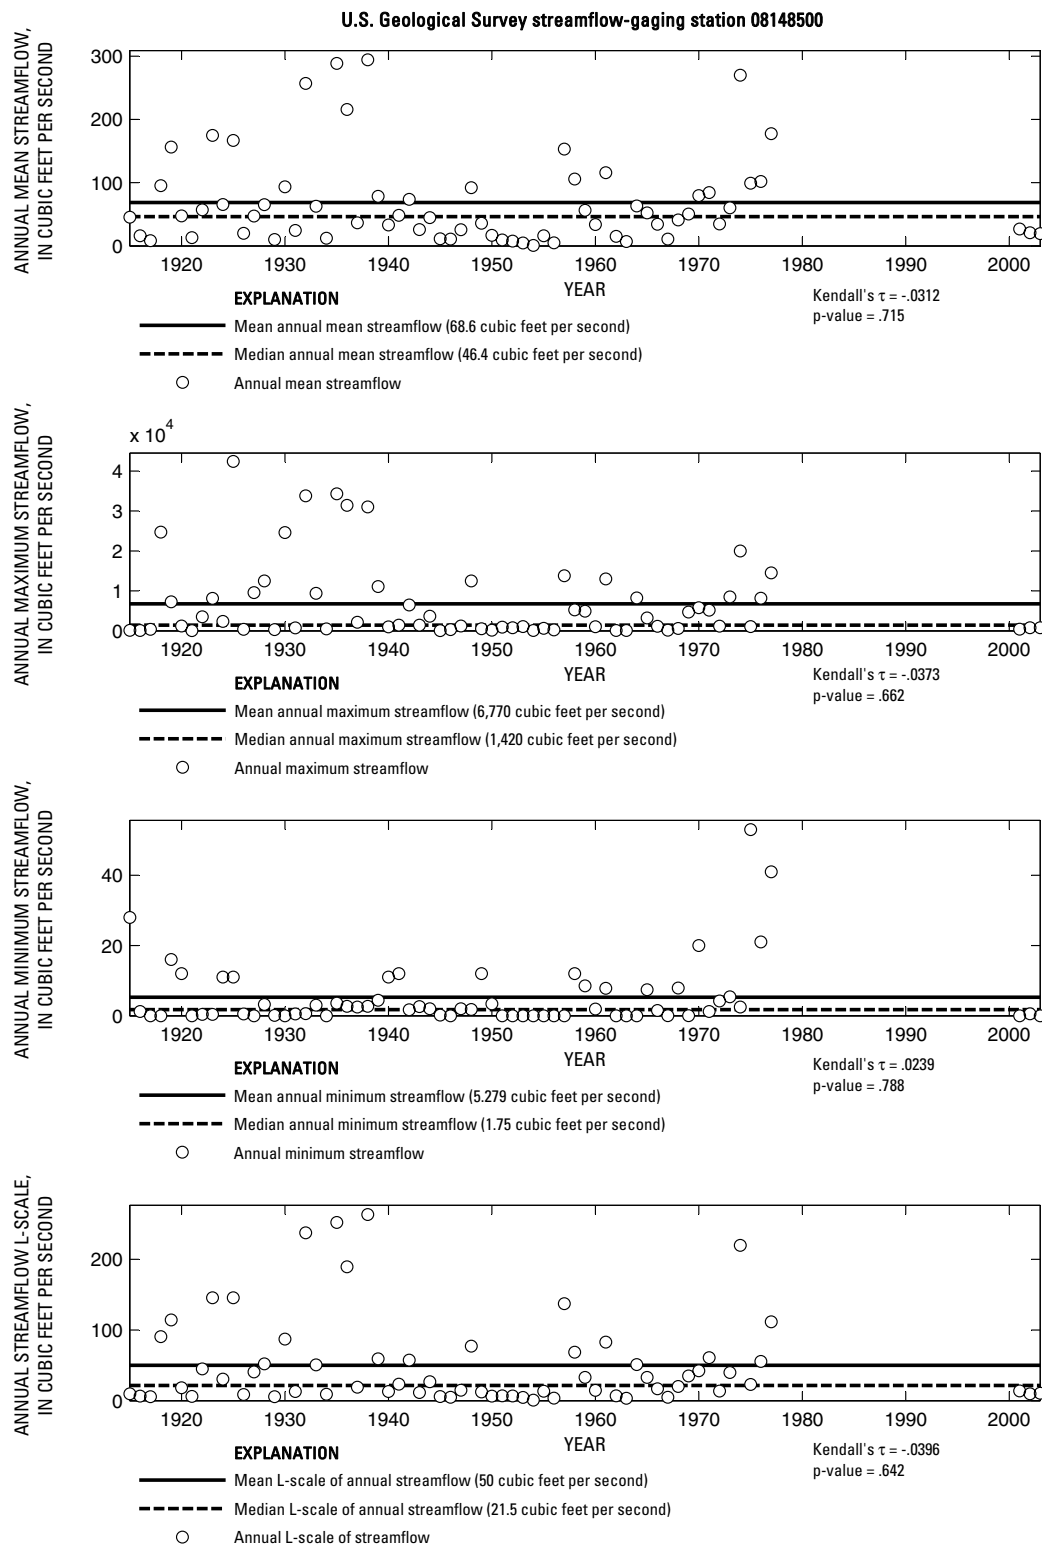 U.S. Geological Survey streamflow-gaging station 08148500
ANNUAL MEAN STREAMFLOW,
IN CUBIC FEET PER SECOND
300
200
100
0
1920 1930 1940 1950 1960 1970 1980 1990 2000
YEAR
EXPLANATION
Mean annual mean streamflow (68.6 cubic feet per second)
Median annual mean streamflow (46.4 cubic feet per second)
Annual mean streamflow
Kendall's τ = -.0312
p-value = .715
ANNUAL MAXIMUM STREAMFLOW,
IN CUBIC FEET PER SECOND
x 10^4
4
3
2
1
0
1920 1930 1940 1950 1960 1970 1980 1990 2000
YEAR
EXPLANATION
Mean annual maximum streamflow (6,770 cubic feet per second)
Median annual maximum streamflow (1,420 cubic feet per second)
Annual maximum streamflow
Kendall's τ = -.0373
p-value = .662
ANNUAL MINIMUM STREAMFLOW,
IN CUBIC FEET PER SECOND
40
20
0
1920 1930 1940 1950 1960 1970 1980 1990 2000
YEAR
EXPLANATION
Mean annual minimum streamflow (5.279 cubic feet per second)
Median annual minimum streamflow (1.75 cubic feet per second)
Annual minimum streamflow
Kendall's τ = .0239
p-value = .788
ANNUAL STREAMFLOW L-SCALE,
IN CUBIC FEET PER SECOND
200
100
0
1920 1930 1940 1950 1960 1970 1980 1990 2000
YEAR
EXPLANATION
Mean L-scale of annual streamflow (50 cubic feet per second)
Median L-scale of annual streamflow (21.5 cubic feet per second)
Annual L-scale of streamflow
Kendall's τ = -.0396
p-value = .642